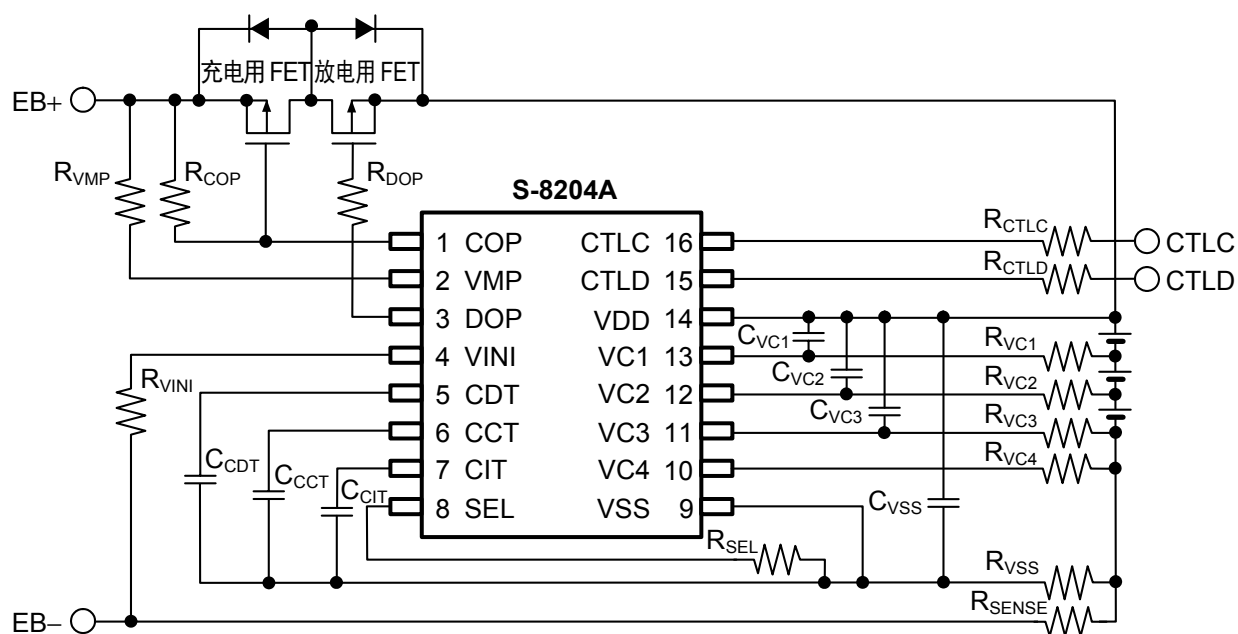 充电用 FET 放电用 FET
EB+
RVMP
RCOP
RDOP
S-8204A
1 COP CTLC 16
2 VMP CTLD 15
3 DOP VDD 14
4 VINI VC1 13
5 CDT VC2 12
6 CCT VC3 11
7 CIT VC4 10
8 SEL VSS 9
RCTLC
CTLC
RCTLD
CTLD
CVC1
CVC2
CVC3
RVC1
RVC2
RVC3
RVC4
RVINI
CCDT
CCCT
CCIT
CVSS
RSEL
RVSS
RSENSE
EB−